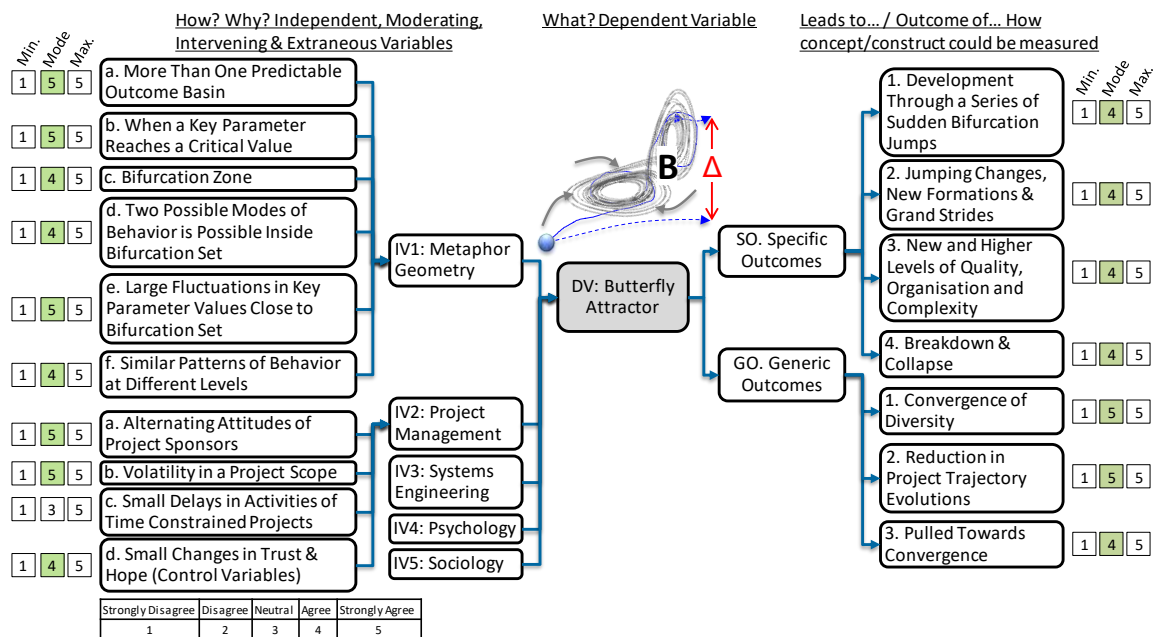 How? Why? Independent, Moderating,
Intervening & Extraneous Variables
What? Dependent Variable
Leads to... / Outcome of... How
concept/construct could be measured
Min. Mode Max.
1 5 5
a. More Than One Predictable
Outcome Basin
1 5 5
b. When a Key Parameter
Reaches a Critical Value
1 4 5
c. Bifurcation Zone
1 4 5
d. Two Possible Modes of
Behavior is Possible Inside
Bifurcation Set
1 5 5
e. Large Fluctuations in Key
Parameter Values Close to
Bifurcation Set
1 4 5
f. Similar Patterns of Behavior
at Different Levels
1 5 5
a. Alternating Attitudes of
Project Sponsors
1 5 5
b. Volatility in a Project Scope
1 3 5
c. Small Delays in Activities of
Time Constrained Projects
1 4 5
d. Small Changes in Trust &
Hope (Control Variables)
IV1: Metaphor
Geometry
IV2: Project
Management
IV3: Systems
Engineering
IV4: Psychology
IV5: Sociology
B
Δ
DV: Butterfly
Attractor
SO. Specific
Outcomes
GO. Generic
Outcomes
Min. Mode Max.
1. Development
Through a Series of
Sudden Bifurcation
Jumps
1 4 5
2. Jumping Changes,
New Formations &
Grand Strides
1 4 5
3. New and Higher
Levels of Quality,
Organisation and
Complexity
1 4 5
4. Breakdown &
Collapse
1 4 5
1. Convergence of
Diversity
1 5 5
2. Reduction in
Project Trajectory
Evolutions
1 5 5
3. Pulled Towards
Convergence
1 4 5
Strongly Disagree Disagree Neutral Agree Strongly Agree
1 2 3 4 5